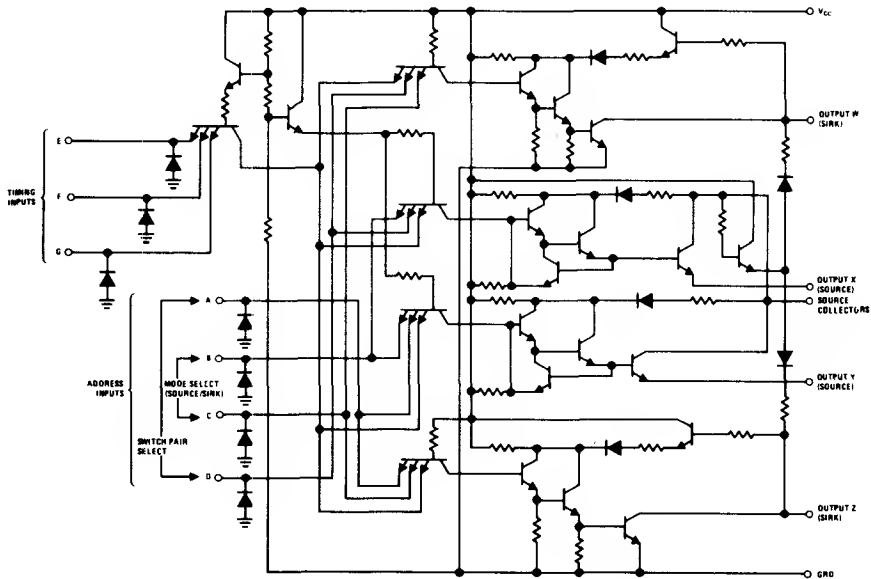 VCC
OUTPUT W
(SINK)
E
TIMING
INPUTS
F
G
OUTPUT X
(SOURCE)
SOURCE
COLLECTORS
A
ADDRESS
INPUTS
B
MODE SELECT
(SOURCE/SINK)
C
SWITCH PAIR
SELECT
D
OUTPUT Y
(SOURCE)
OUTPUT Z
(SINK)
GND